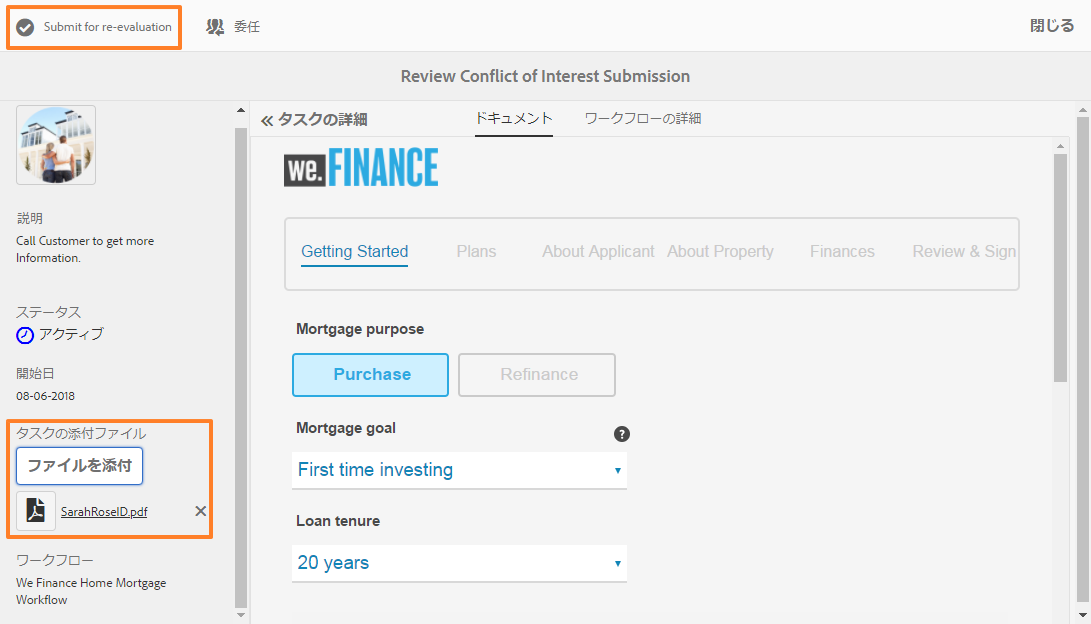 Submit for re-evaluation 委任 閉じる
Review Conflict of Interest Submission
説明
Call Customer to get more
Information.
ステータス
アクティブ
開始日
08-06-2018
タスクの添付ファイル
ファイルを添付
SarahRoseID.pdf
ワークフロー
We Finance Home Mortgage
Workflow
タスクの詳細 ドキュメント ワークフローの詳細
we.FINANCE
Getting Started Plans About Applicant About Property Finances Review & Sign
Mortgage purpose
Purchase Refinance
Mortgage goal ?
First time investing
Loan tenure
20 years